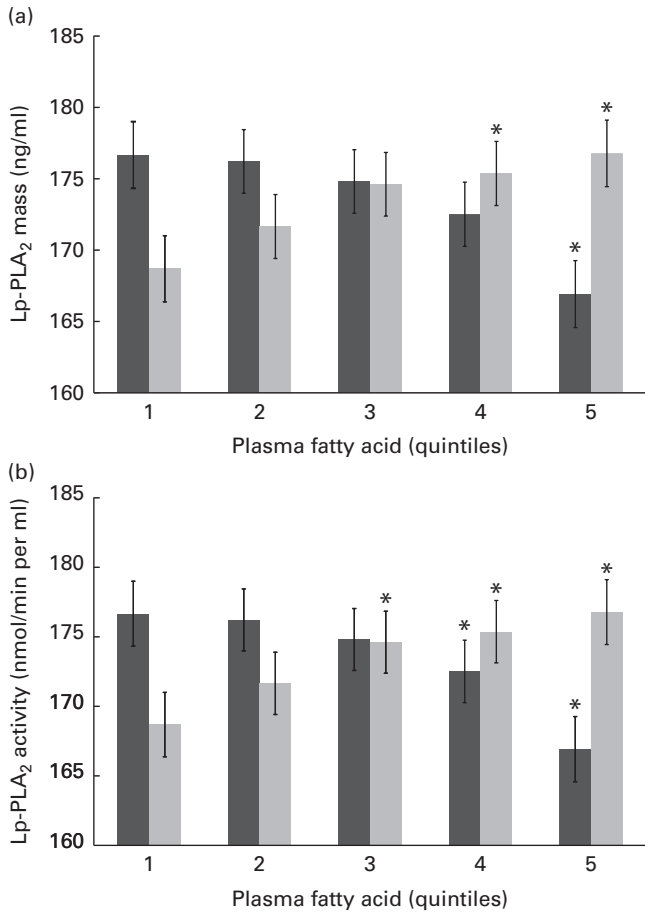 (a)
185
180
175
170
165
160
Lp-PLA₂ mass (ng/ml)
*
*
*
1 2 3 4 5
Plasma fatty acid (quintiles)
(b)
185
180
175
170
165
160
Lp-PLA₂ activity (nmol/min per ml)
*
*
*
*
*
1 2 3 4 5
Plasma fatty acid (quintiles)